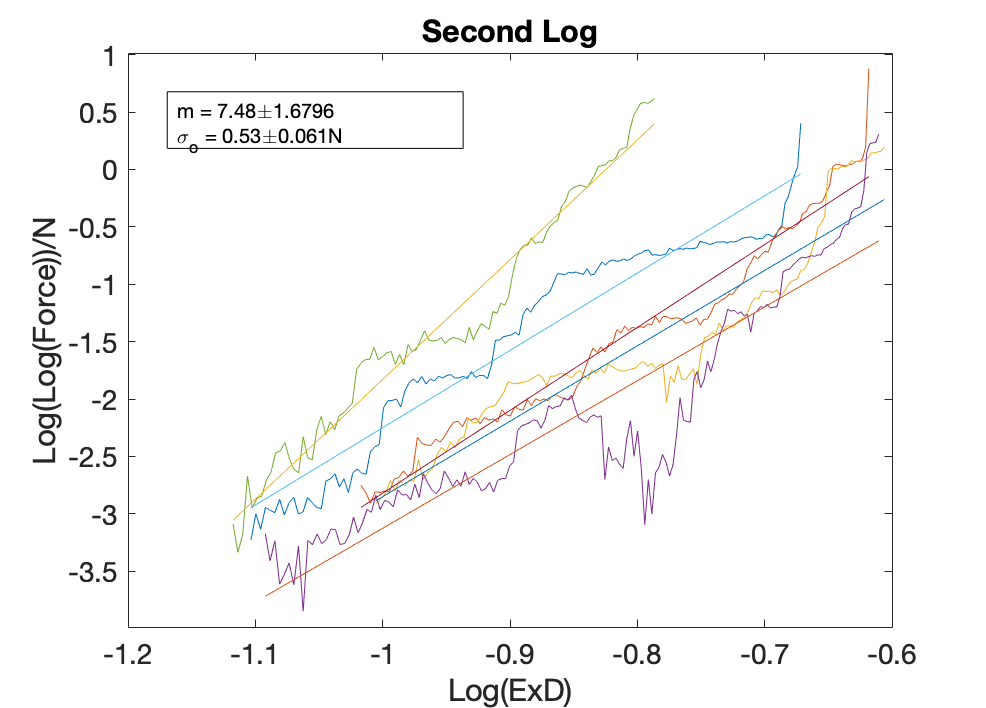 Second Log
m = 7.48±1.6796
σo = 0.53±0.061N
1
0.5
0
-0.5
-1
-1.5
-2
-2.5
-3
-3.5
Log(Log(Force))/N
-1.2 -1.1 -1 -0.9 -0.8 -0.7 -0.6
Log(ExD)